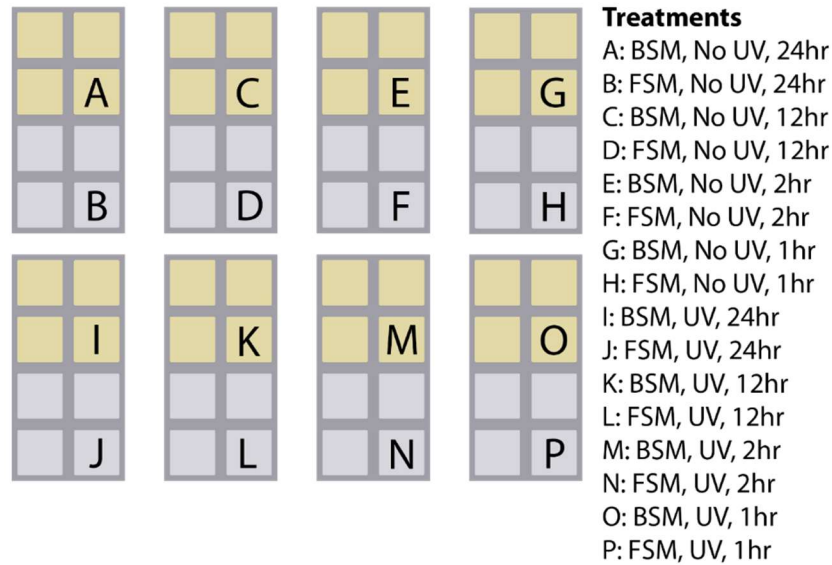 A C E G
B D F H
I K M O
J L N P
Treatments
A: BSM, No UV, 24hr
B: FSM, No UV, 24hr
C: BSM, No UV, 12hr
D: FSM, No UV, 12hr
E: BSM, No UV, 2hr
F: FSM, No UV, 2hr
G: BSM, No UV, 1hr
H: FSM, No UV, 1hr
I: BSM, UV, 24hr
J: FSM, UV, 24hr
K: BSM, UV, 12hr
L: FSM, UV, 12hr
M: BSM, UV, 2hr
N: FSM, UV, 2hr
O: BSM, UV, 1hr
P: FSM, UV, 1hr